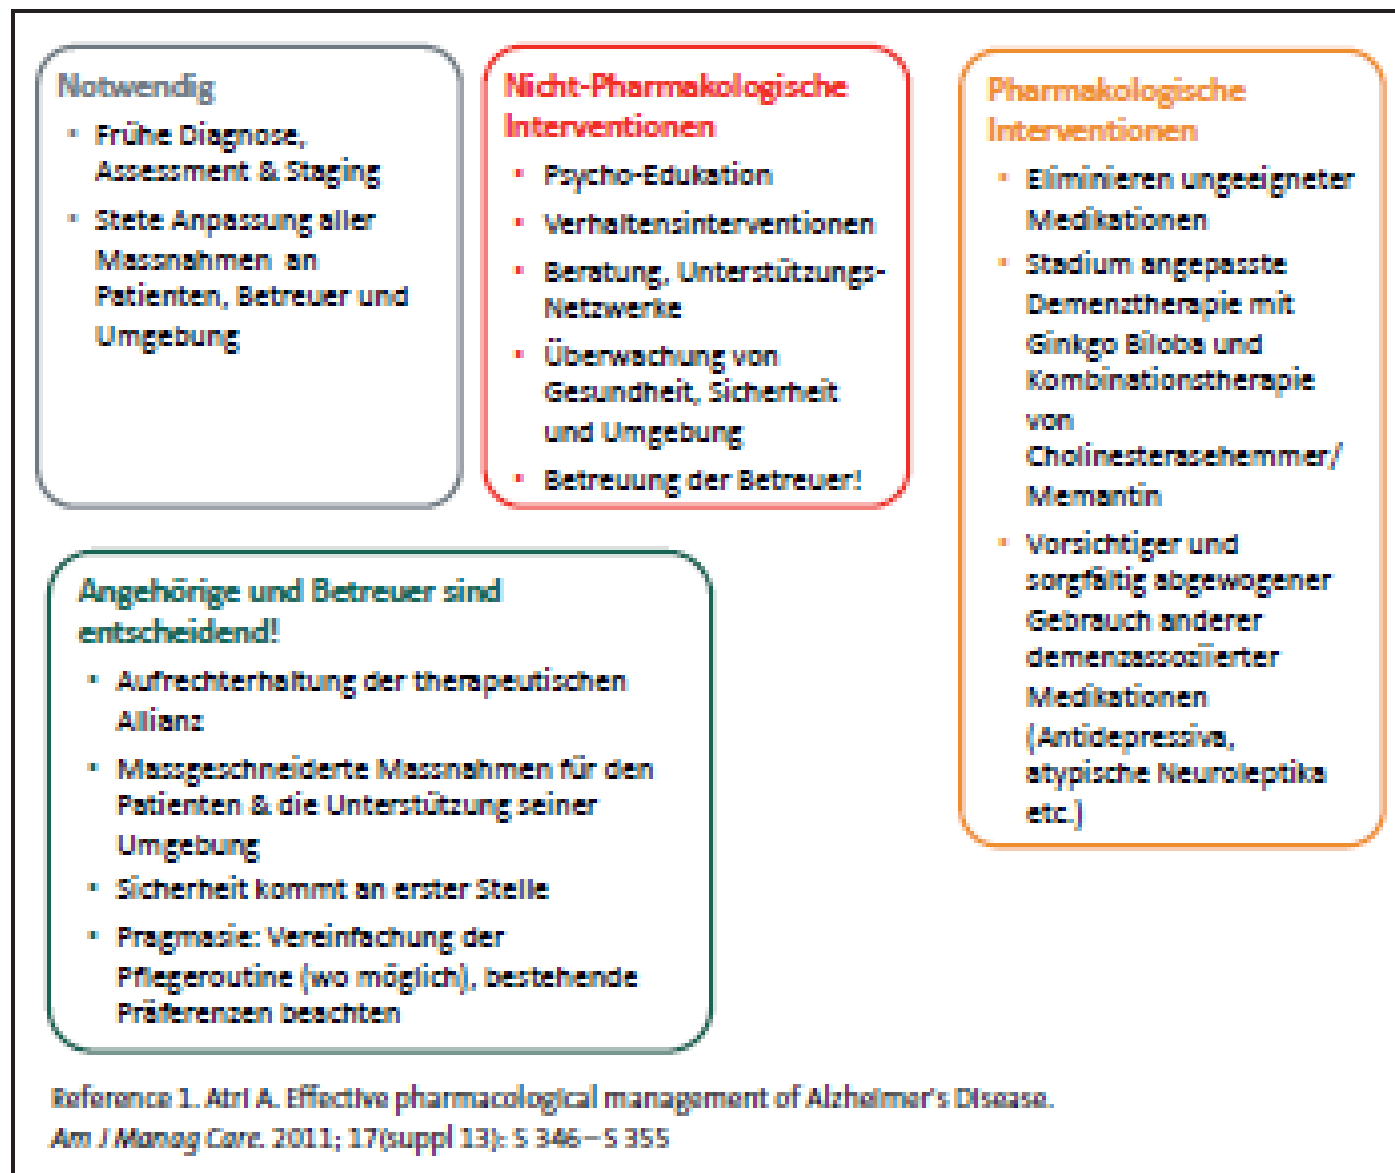 Notwendig
• Frühe Diagnose,
Assessment & Staging
• Stete Anpassung aller
Massnahmen an
Patienten, Betreuer und
Umgebung
Nicht-Pharmakologische
Interventionen
• Psycho-Edukation
• Verhaltensinterventionen
• Beratung, Unterstützungs-
Netzwerke
• Überwachung von
Gesundheit, Sicherheit
und Umgebung
• Betreuung der Betreuer!
Pharmakologische
Interventionen
• Eliminieren ungeeigneter
Medikationen
• Stadium angepasste
Demenztherapie mit
Ginkgo Biloba und
Kombinationstherapie
von
Cholinesterasehemmer/
Memantin
• Vorsichtiger und
sorgfältig abgewogener
Gebrauch anderer
demenzassoziierter
Medikationen
(Antidepressiva,
atypische Neuroleptika
etc.)
Angehörige und Betreuer sind
entscheidend!
• Aufrechterhaltung der therapeutischen
Allianz
• Massgeschneiderte Massnahmen für den
Patienten & die Unterstützung seiner
Umgebung
• Sicherheit kommt an erster Stelle
• Pragmasie: Vereinfachung der
Pflegeroutine (wo möglich), bestehende
Präferenzen beachten
Reference 1. Atri A. Effective pharmacological management of Alzheimer's Disease.
Am J Manag Care. 2011; 17(suppl 13): S 346–S 355